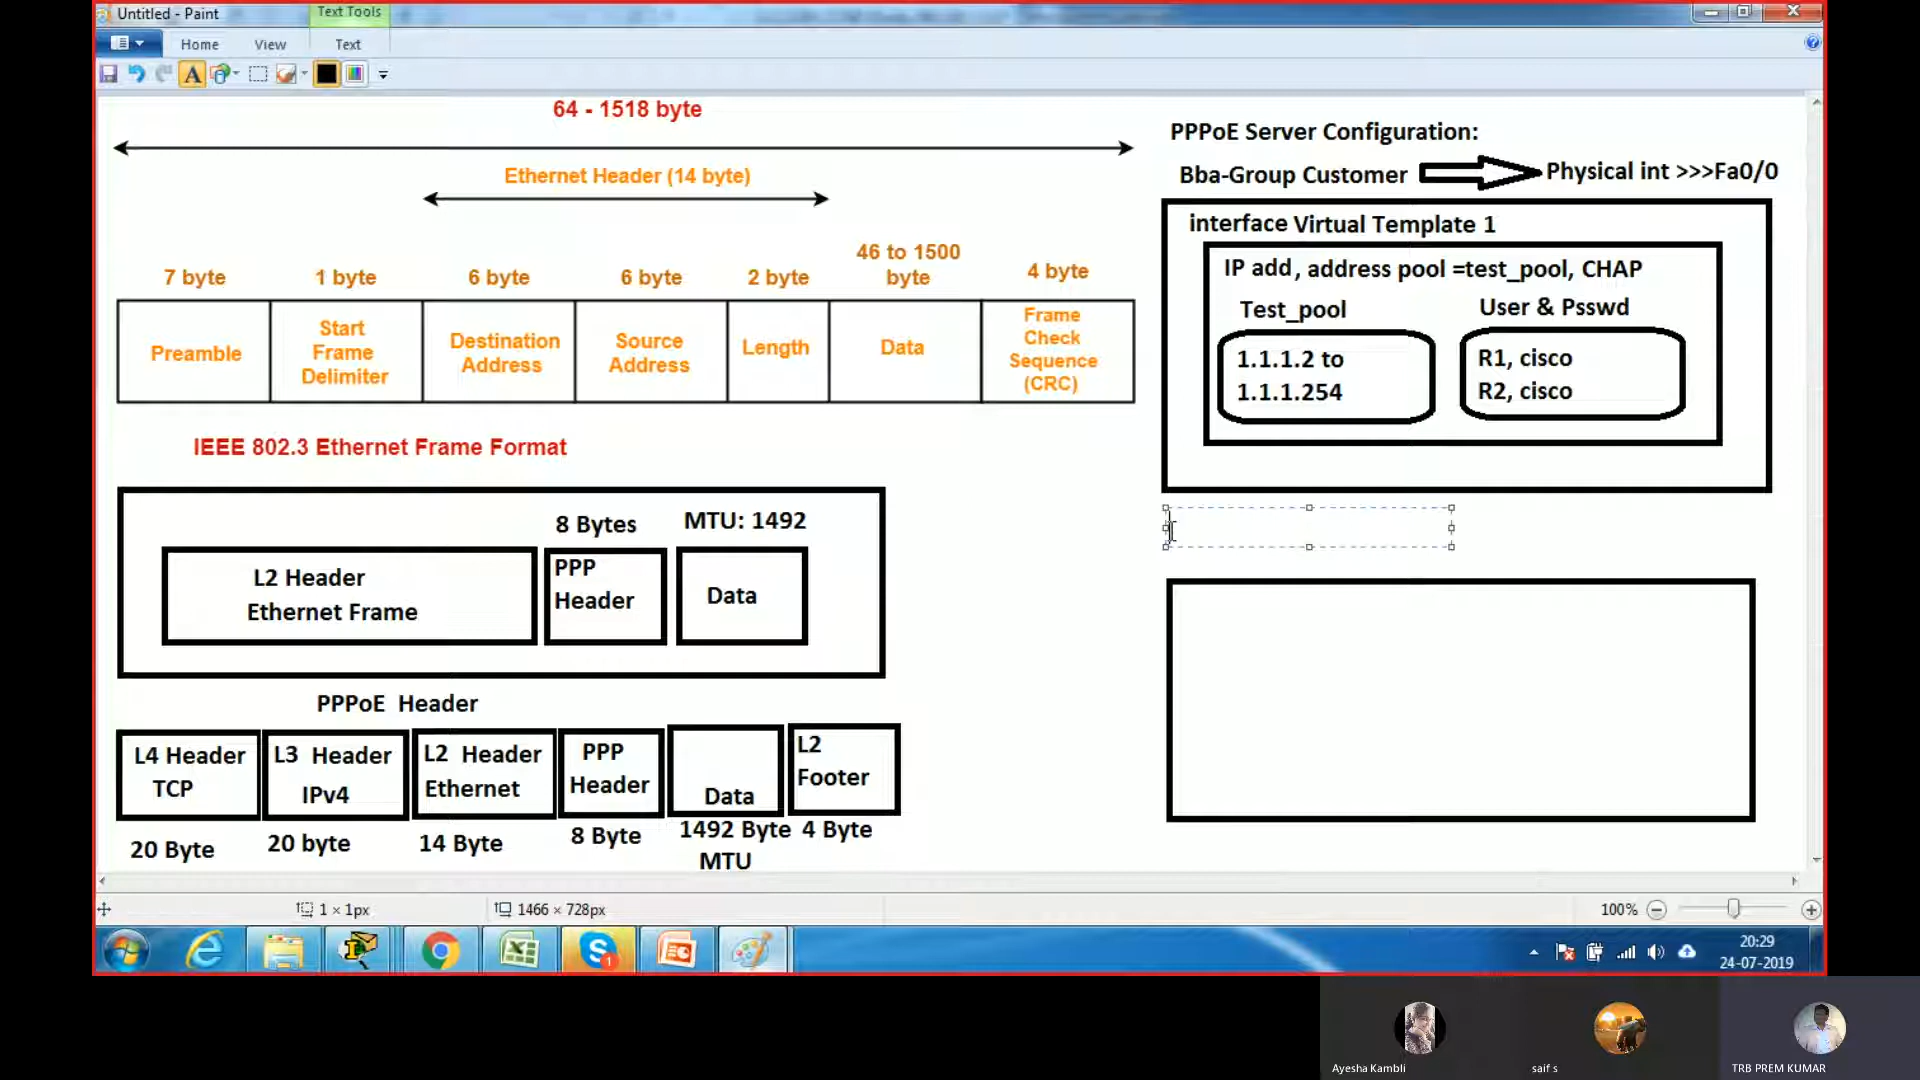 Untitled - Paint
Text Tools
Home
View
Text
A
64 - 1518 byte
Ethernet Header (14 byte)
7 byte
1 byte
6 byte
6 byte
2 byte
46 to 1500
byte
4 byte
Preamble
Start
Frame
Delimiter
Destination
Address
Source
Address
Length
Data
Frame
Check
Sequence
(CRC)
IEEE 802.3 Ethernet Frame Format
8 Bytes
MTU: 1492
L2 Header
Ethernet Frame
PPP
Header
Data
PPPoE Header
L4 Header
TCP
L3 Header
IPv4
L2 Header
Ethernet
PPP
Header
Data
L2
Footer
20 Byte
20 byte
14 Byte
8 Byte
1492 Byte
MTU
4 Byte
PPPoE Server Configuration:
Bba-Group Customer
Physical int >>>Fa0/0
interface Virtual Template 1
IP add, address pool =test_pool, CHAP
Test_pool
User & Psswd
1.1.1.2 to
1.1.1.254
R1, cisco
R2, cisco
1 × 1px
1466 × 728px
100%
20:29
24-07-2019
Ayesha Kambli
saif s
TRB PREM KUMAR